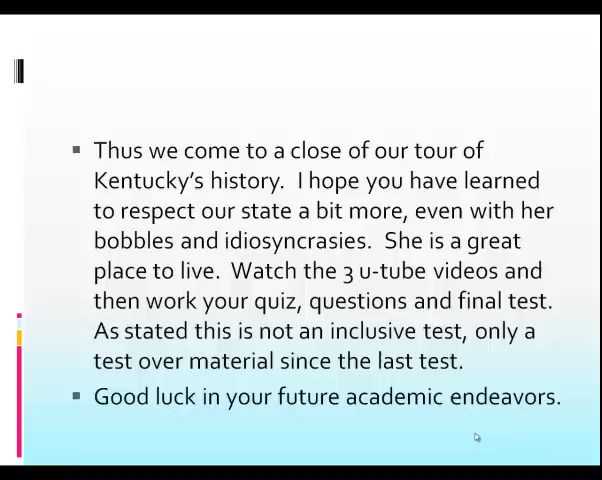 Thus we come to a close of our tour of
Kentucky's history.  I hope you have learned
to respect our state a bit more, even with her
bobbles and idiosyncrasies.  She is a great
place to live.  Watch the 3 u-tube videos and
then work your quiz, questions and final test.
As stated this is not an inclusive test, only a
test over material since the last test.
Good luck in your future academic endeavors.